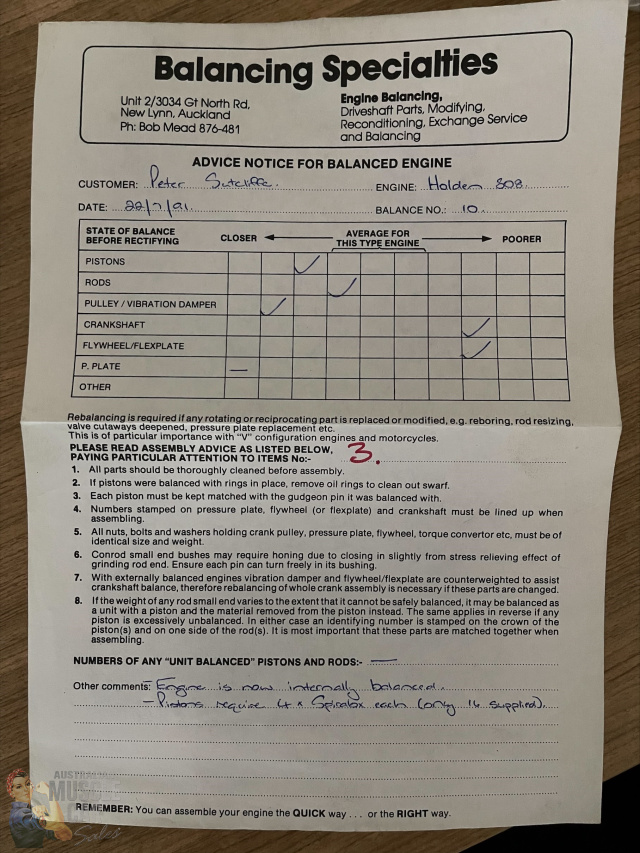 Balancing Specialties
Unit 2/3034 Gt North Rd,
New Lynn, Auckland
Ph: Bob Mead 876-481
Engine Balancing,
Driveshaft Parts, Modifying,
Reconditioning, Exchange Service
and Balancing
ADVICE NOTICE FOR BALANCED ENGINE
CUSTOMER: Peter Sutcliffe. ENGINE: Holden 308.
DATE: 22/7/91. BALANCE NO.: 10.
STATE OF BALANCE
BEFORE RECTIFYING
CLOSER
AVERAGE FOR
THIS TYPE ENGINE
POORER
PISTONS
RODS
PULLEY / VIBRATION DAMPER
CRANKSHAFT
FLYWHEEL/FLEXPLATE
P. PLATE
OTHER
Rebalancing is required if any rotating or reciprocating part is replaced or modified, e.g. reboring, rod resizing,
valve cutaways deepened, pressure plate replacement etc.
This is of particular importance with "V" configuration engines and motorcycles.
PLEASE READ ASSEMBLY ADVICE AS LISTED BELOW,
PAYING PARTICULAR ATTENTION TO ITEMS No:- 3.
1. All parts should be thoroughly cleaned before assembly.
2. If pistons were balanced with rings in place, remove oil rings to clean out swarf.
3. Each piston must be kept matched with the gudgeon pin it was balanced with.
4. Numbers stamped on pressure plate, flywheel (or flexplate) and crankshaft must be lined up when
assembling.
5. All nuts, bolts and washers holding crank pulley, pressure plate, flywheel, torque convertor etc, must be of
identical size and weight.
6. Conrod small end bushes may require honing due to closing in slightly from stress relieving effect of
grinding rod end. Ensure each pin can turn freely in its bushing.
7. With externally balanced engines vibration damper and flywheel/flexplate are counterweighted to assist
crankshaft balance, therefore rebalancing of whole crank assembly is necessary if these parts are changed.
8. If the weight of any rod small end varies to the extent that it cannot be safely balanced, it may be balanced as
a unit with a piston and the material removed from the piston instead. The same applies in reverse if any
piston is excessively unbalanced. In either case an identifying number is stamped on the crown of the
piston(s) and on one side of the rod(s). It is most important that these parts are matched together when
assembling.
NUMBERS OF ANY "UNIT BALANCED" PISTONS AND RODS:- —
Other comments: - Engine is now internally balanced.
- Pistons require 4 x Spiralox each (only 16 supplied).
REMEMBER: You can assemble your engine the QUICK way . . . or the RIGHT way.
AUSTRALIAN
MUSCLE
CAR
Sales